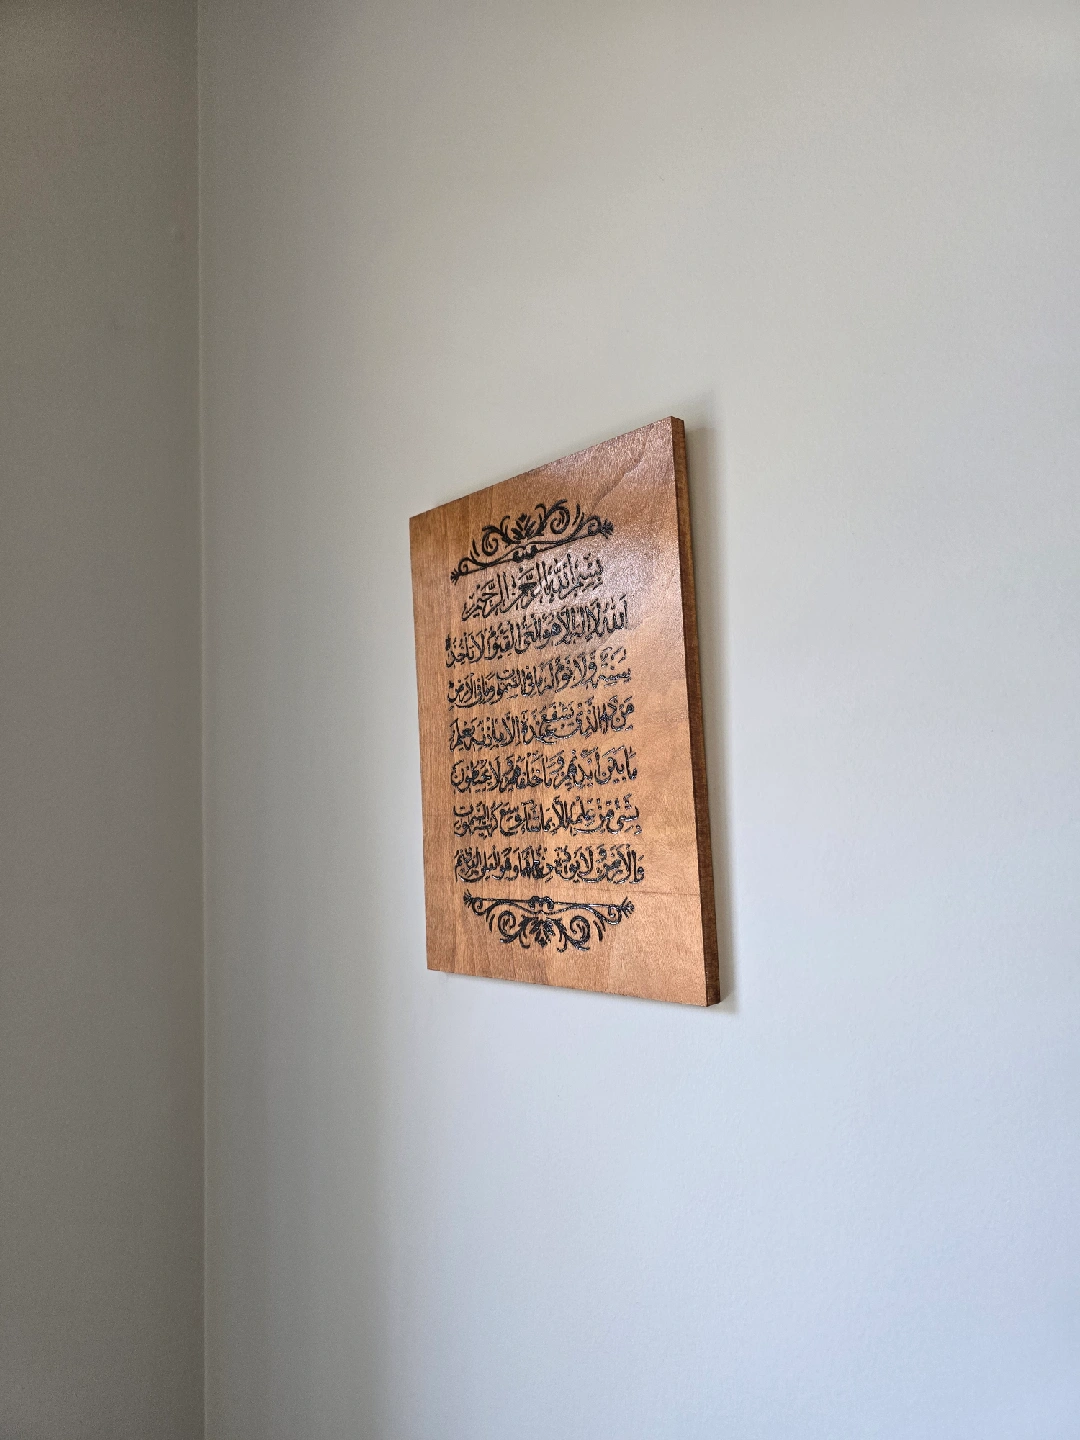 بسم الله الرحمن الرحيم
الله لا إله إلا هو الحي القيوم لا تأخذه
سنة ولا نوم له ما في السموات وما في الأرض
من ذا الذي يشفع عنده إلا بإذنه يعلم
ما بين أيديهم وما خلفهم ولا يحيطون
بشيء من علمه إلا بما شاء وسع كرسيه السموات
والأرض ولا يؤده حفظهما وهو العلي العظيم